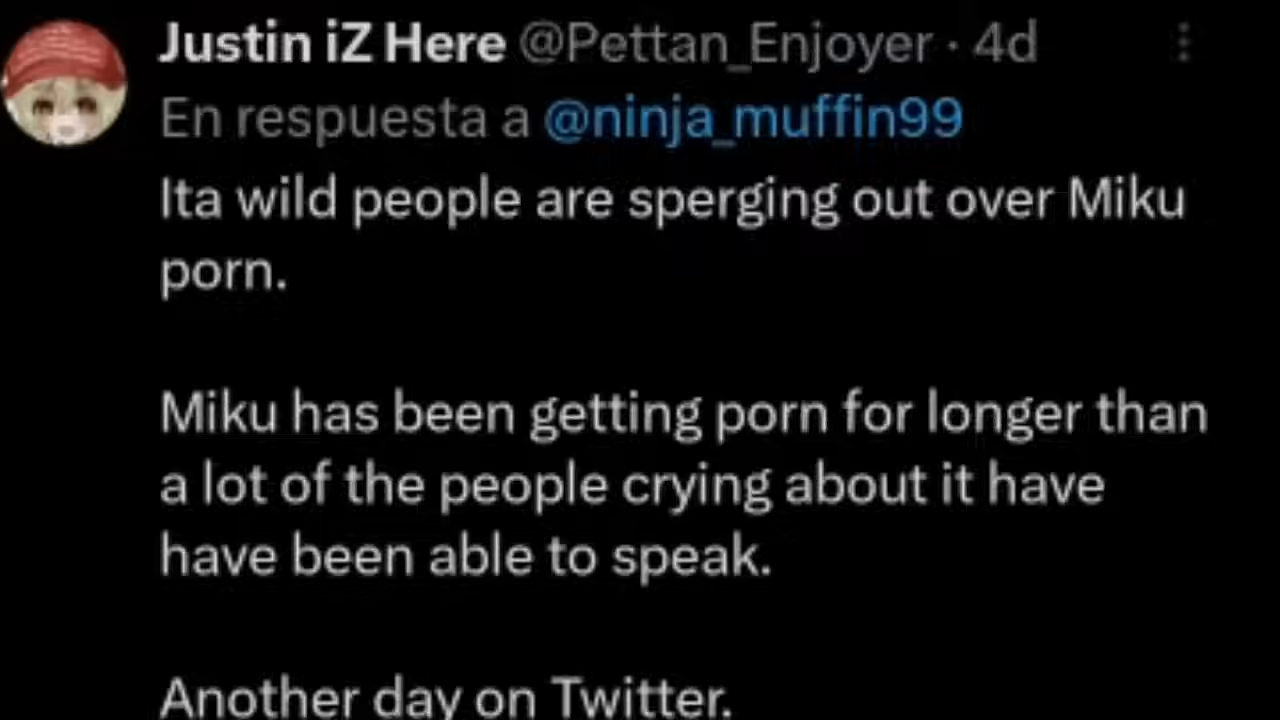 Justin iZ Here @Pettan_Enjoyer · 4d
En respuesta a @ninja_muffin99
Ita wild people are sperging out over Miku
porn.
Miku has been getting porn for longer than
a lot of the people crying about it have
have been able to speak.
Another day on Twitter.